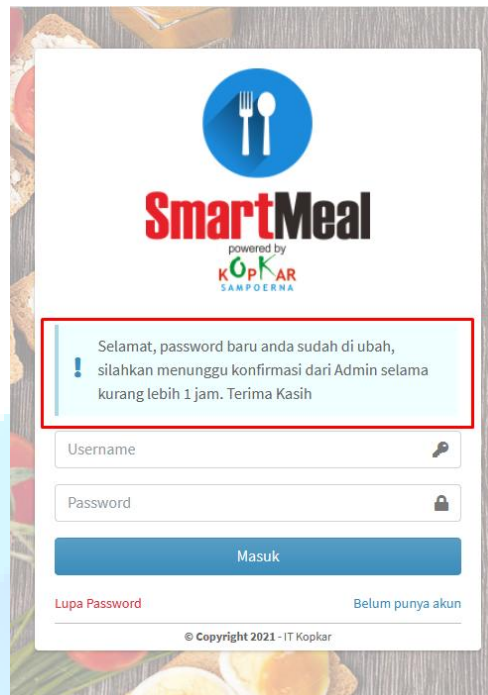 SmartMeal
powered by
KOPKAR
SAMPOERNA
Selamat, password baru anda sudah di ubah,
silahkan menunggu konfirmasi dari Admin selama
kurang lebih 1 jam. Terima Kasih
Username
Password
Masuk
Lupa Password
Belum punya akun
© Copyright 2021 - IT Kopkar